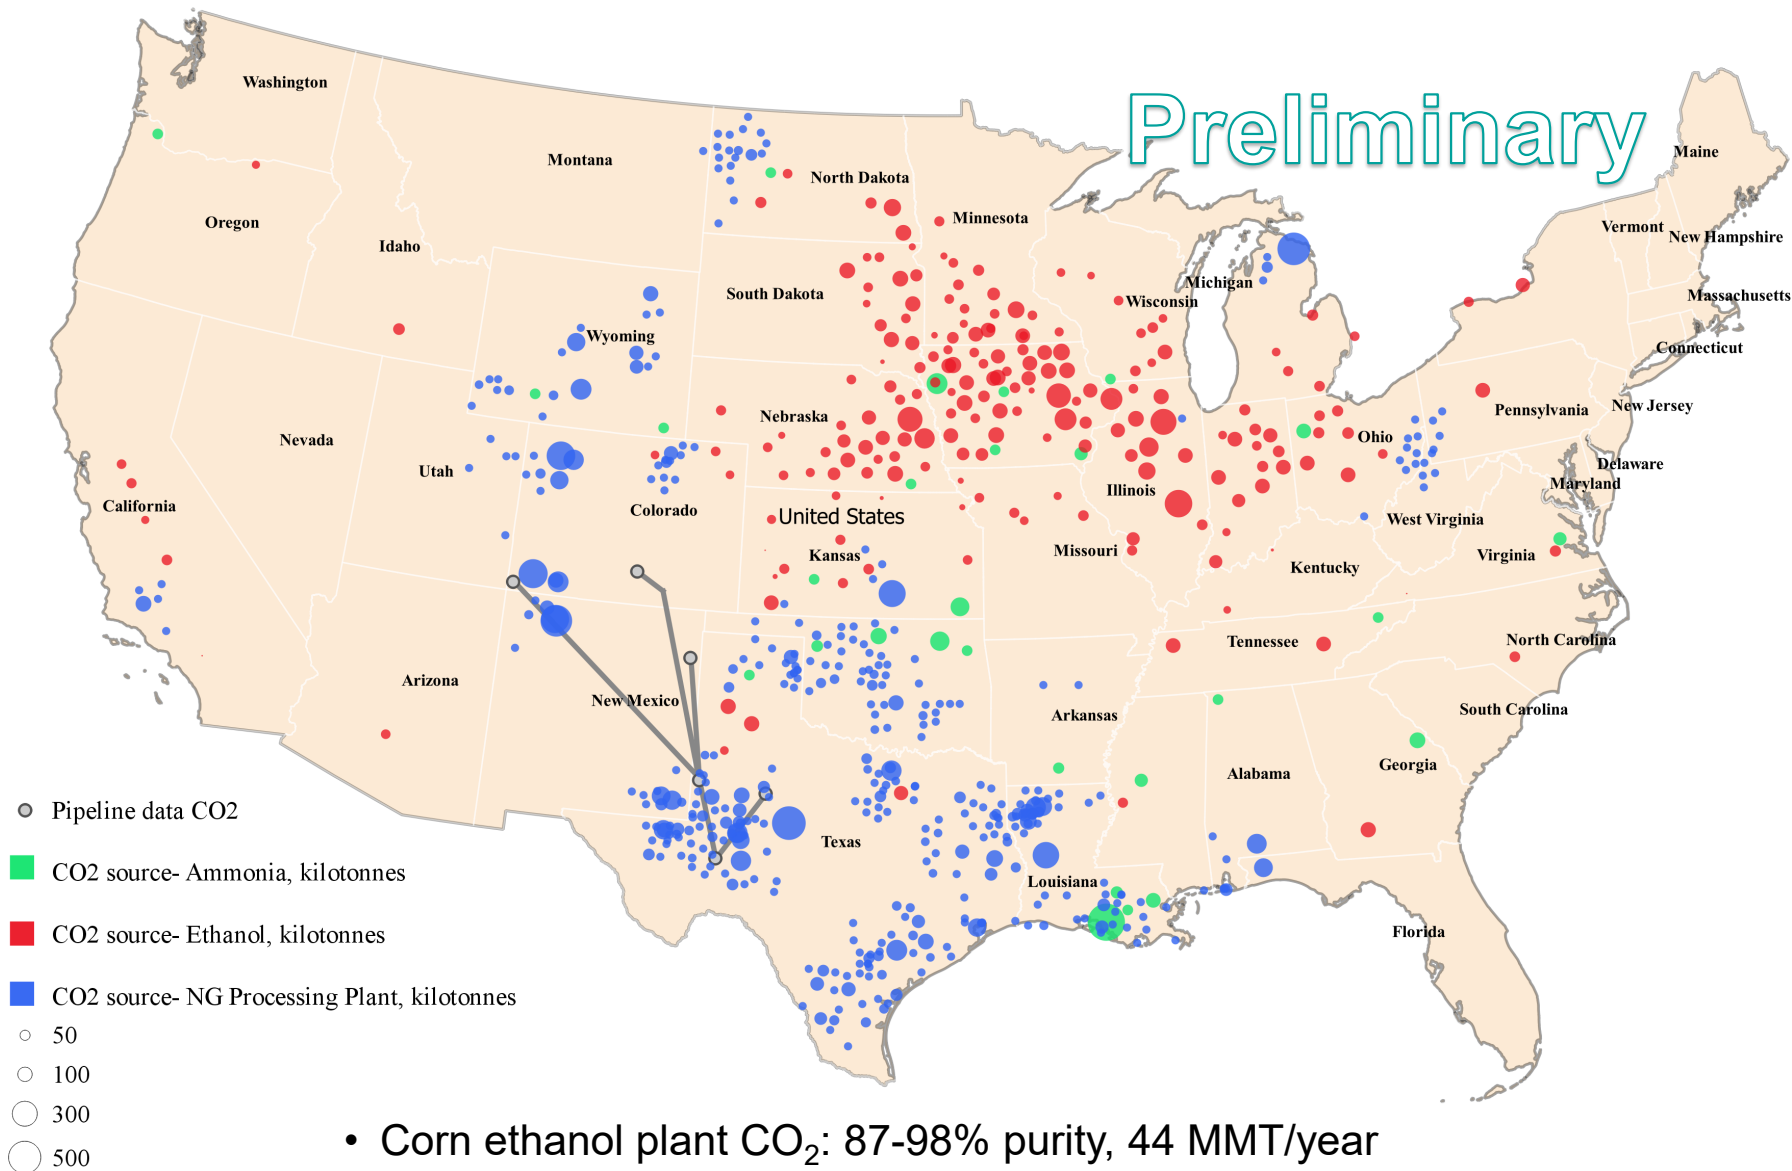 Preliminary
Washington
Montana
North Dakota
Minnesota
Maine
Oregon
Idaho
Vermont
New Hampshire
South Dakota
Michigan
Wisconsin
Massachusetts
Wyoming
Connecticut
Nebraska
Pennsylvania
New Jersey
Nevada
Utah
Ohio
Delaware
Maryland
California
Colorado
United States
Illinois
West Virginia
Kansas
Missouri
Kentucky
Virginia
Tennessee
North Carolina
Arizona
New Mexico
Arkansas
South Carolina
Alabama
Georgia
Texas
Louisiana
Florida
Pipeline data CO2
CO2 source- Ammonia, kilotonnes
CO2 source- Ethanol, kilotonnes
CO2 source- NG Processing Plant, kilotonnes
50
100
300
500
• Corn ethanol plant CO₂: 87-98% purity, 44 MMT/year